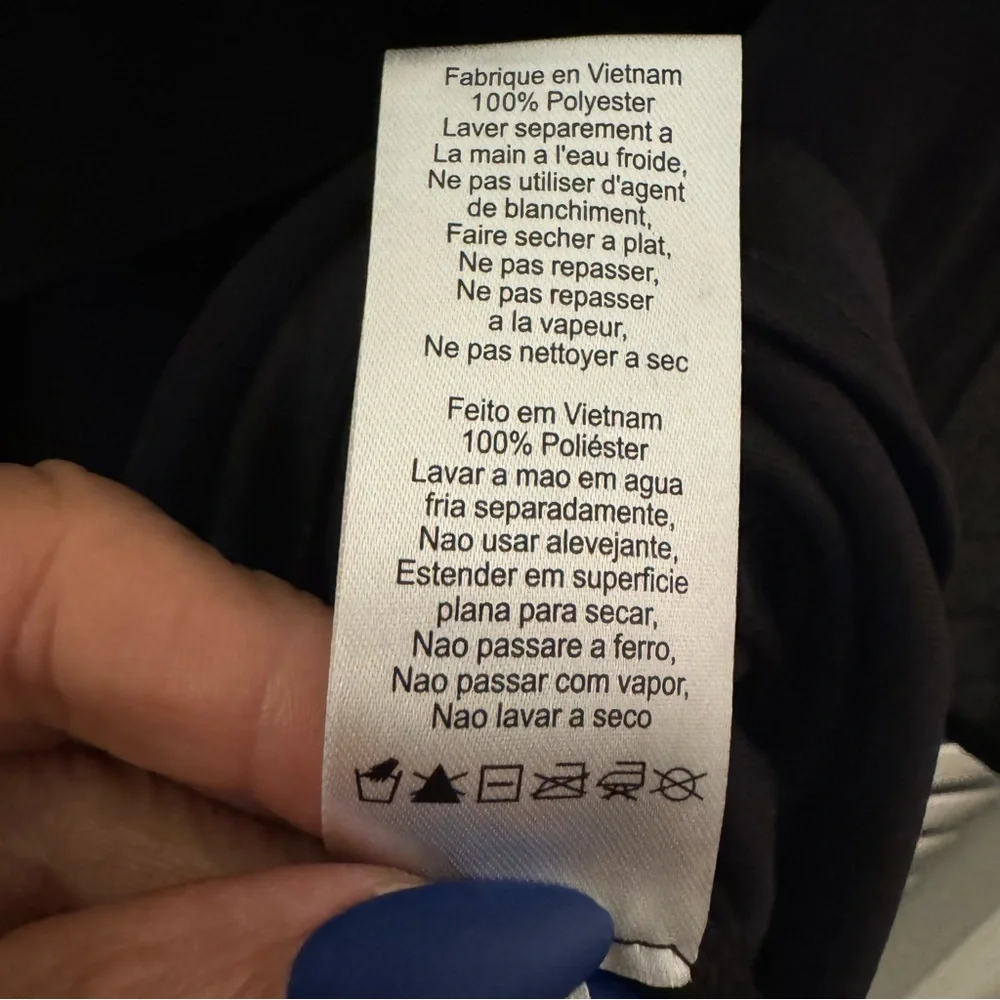 Fabrique en Vietnam
100% Polyester
Laver separement a
La main a l'eau froide,
Ne pas utiliser d'agent
de blanchiment,
Faire secher a plat,
Ne pas repasser,
Ne pas repasser
a la vapeur,
Ne pas nettoyer a sec
Feito em Vietnam
100% Poliéster
Lavar a mao em agua
fria separadamente,
Nao usar alevejante,
Estender em superficie
plana para secar,
Nao passare a ferro,
Nao passar com vapor,
Nao lavar a seco